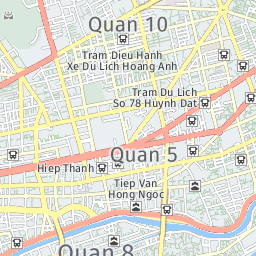 Quan 10
Tram Dieu Hanh
Xe Du Lich Hoang Anh
Tram Du Lich
So 78 Huynh Dat
Quan 5
Hiep Thanh
Tiep Van
Hong Ngoc
Quan 8